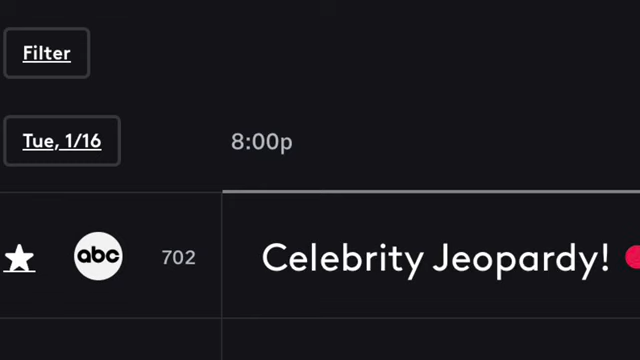 Filter
Tue, 1/16
8:00p
abc
702
Celebrity Jeopardy!